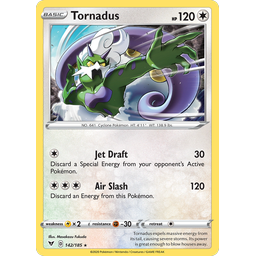 BASIC
Tornadus
HP 120
NO. 641 Cyclone Pokémon HT: 4'11" WT: 138.9 lbs.
Jet Draft 30
Discard a Special Energy from your opponent's Active
Pokémon.
Air Slash 120
Discard an Energy from this Pokémon.
weakness ×2 resistance -30 retreat
Illus. Masakazu Fukuda
142/185 ★
Tornadus expels massive energy from
its tail, causing severe storms. Its power
is great enough to blow houses away.
©2020 Pokémon / Nintendo / Creatures / GAME FREAK